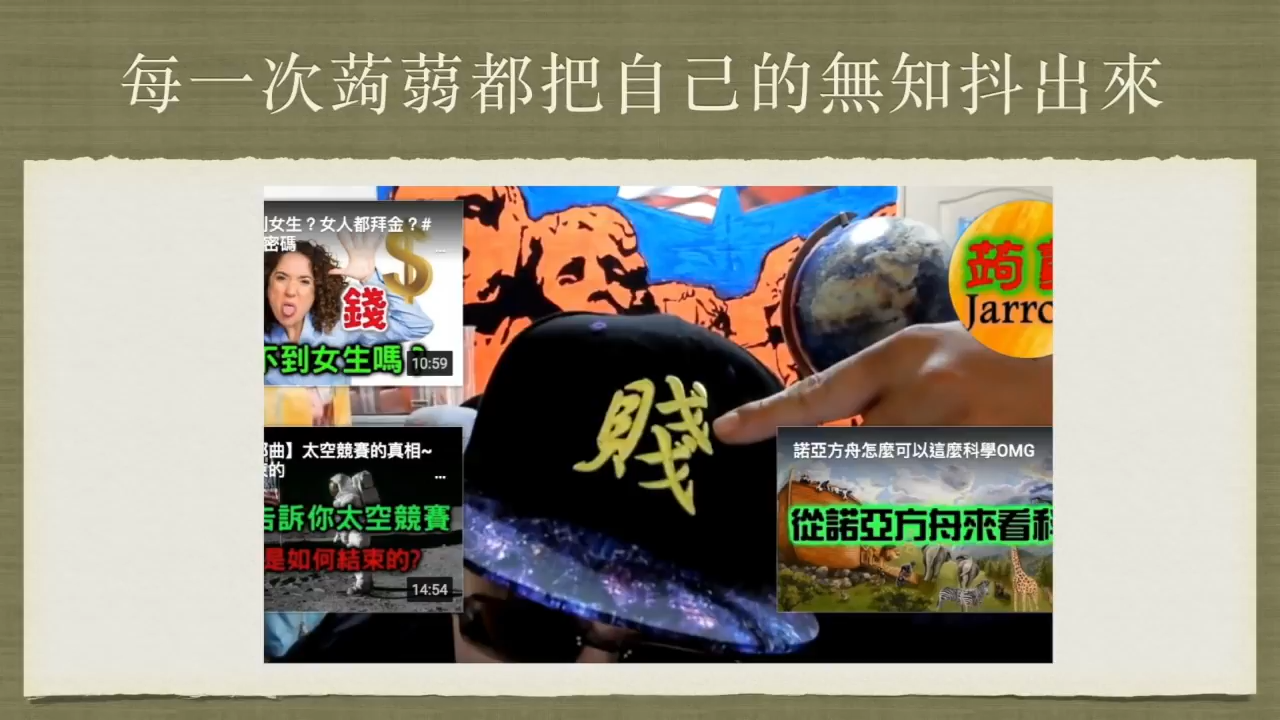 每一次蒟蒻都把自己的無知抖出來
女生？女人都拜金？#
密碼
$
錢
不到女生嗎？
10:59
蒟
Jarro
賤
曲】太空競賽的真相~
的
告訴你太空競賽
是如何結束的?
14:54
諾亞方舟怎麼可以這麼科學OMG
從諾亞方舟來看科